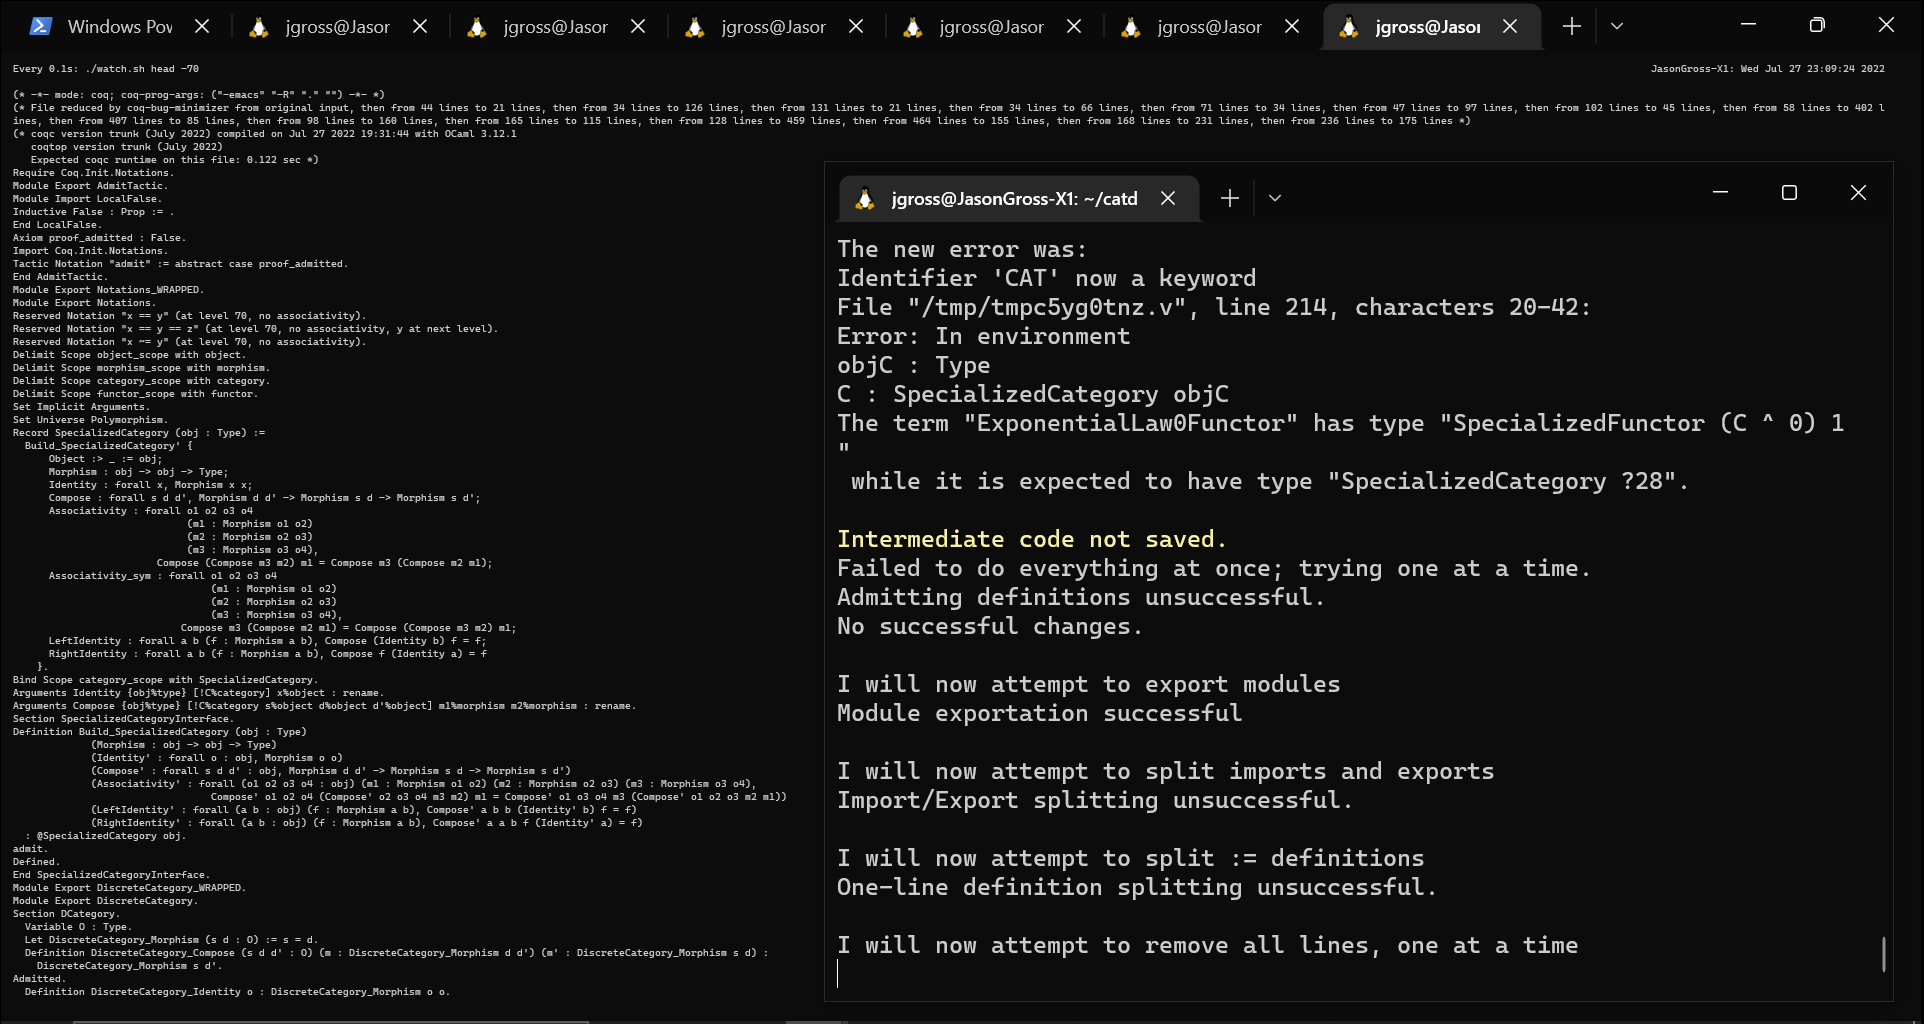 Windows Pov
jgross@Jasor
jgross@Jasor
jgross@Jasor
jgross@Jasor
jgross@Jasor
jgross@Jasor
Every 0.1s: ./watch.sh head -70
JasonGross-X1: Wed Jul 27 23:09:24 2022
(* -*- mode: coq; coq-prog-args: ("-emacs" "-R" "." "") -*- *)
(* File reduced by coq-bug-minimizer from original input, then from 44 lines to 21 lines, then from 34 lines to 126 lines, then from 131 lines to 21 lines, then from 34 lines to 66 lines, then from 71 lines to 34 lines, then from 47 lines to 97 lines, then from 102 lines to 45 lines, then from 58 lines to 402 l
ines, then from 407 lines to 85 lines, then from 98 lines to 160 lines, then from 165 lines to 115 lines, then from 128 lines to 459 lines, then from 464 lines to 155 lines, then from 168 lines to 231 lines, then from 236 lines to 175 lines *)
(* coqc version trunk (July 2022) compiled on Jul 27 2022 19:31:44 with OCaml 3.12.1
coqtop version trunk (July 2022)
Expected coqc runtime on this file: 0.122 sec *)
Require Coq.Init.Notations.
Module Export AdmitTactic.
Module Import LocalFalse.
Inductive False : Prop := .
End LocalFalse.
Axiom proof_admitted : False.
Import Coq.Init.Notations.
Tactic Notation "admit" := abstract case proof_admitted.
End AdmitTactic.
Module Export Notations_WRAPPED.
Module Export Notations.
Reserved Notation "x == y" (at level 70, no associativity).
Reserved Notation "x == y == z" (at level 70, no associativity, y at next level).
Reserved Notation "x ~= y" (at level 70, no associativity).
Delimit Scope object_scope with object.
Delimit Scope morphism_scope with morphism.
Delimit Scope category_scope with category.
Delimit Scope functor_scope with functor.
Set Implicit Arguments.
Set Universe Polymorphism.
Record SpecializedCategory (obj : Type) :=
Build_SpecializedCategory' {
Object :> _ := obj;
Morphism : obj -> obj -> Type;
Identity : forall x, Morphism x x;
Compose : forall s d d', Morphism d d' -> Morphism s d -> Morphism s d';
Associativity : forall o1 o2 o3 o4
(m1 : Morphism o1 o2)
(m2 : Morphism o2 o3)
(m3 : Morphism o3 o4),
Compose (Compose m3 m2) m1 = Compose m3 (Compose m2 m1);
Associativity_sym : forall o1 o2 o3 o4
(m1 : Morphism o1 o2)
(m2 : Morphism o2 o3)
(m3 : Morphism o3 o4),
Compose m3 (Compose m2 m1) = Compose (Compose m3 m2) m1;
LeftIdentity : forall a b (f : Morphism a b), Compose (Identity b) f = f;
RightIdentity : forall a b (f : Morphism a b), Compose f (Identity a) = f
}.
Bind Scope category_scope with SpecializedCategory.
Arguments Identity {obj%type} [!C%category] x%object : rename.
Arguments Compose {obj%type} [!C%category s%object d%object d'%object] m1%morphism m2%morphism : rename.
Section SpecializedCategoryInterface.
Definition Build_SpecializedCategory (obj : Type)
(Morphism : obj -> obj -> Type)
(Identity' : forall o : obj, Morphism o o)
(Compose' : forall s d d' : obj, Morphism d d' -> Morphism s d -> Morphism s d')
(Associativity' : forall (o1 o2 o3 o4 : obj) (m1 : Morphism o1 o2) (m2 : Morphism o2 o3) (m3 : Morphism o3 o4),
Compose' o1 o2 o4 (Compose' o2 o3 o4 m3 m2) m1 = Compose' o1 o3 o4 m3 (Compose' o1 o2 o3 m2 m1))
(LeftIdentity' : forall (a b : obj) (f : Morphism a b), Compose' a b b (Identity' b) f = f)
(RightIdentity' : forall (a b : obj) (f : Morphism a b), Compose' a a b f (Identity' a) = f)
: @SpecializedCategory obj.
admit.
Defined.
End SpecializedCategoryInterface.
Module Export DiscreteCategory_WRAPPED.
Module Export DiscreteCategory.
Section DCategory.
Variable O : Type.
Let DiscreteCategory_Morphism (s d : O) := s = d.
Definition DiscreteCategory_Compose (s d d' : O) (m : DiscreteCategory_Morphism d d') (m' : DiscreteCategory_Morphism s d) :
DiscreteCategory_Morphism s d'.
Admitted.
Definition DiscreteCategory_Identity o : DiscreteCategory_Morphism o o.
jgross@JasonGross-X1: ~/catd
The new error was:
Identifier 'CAT' now a keyword
File "/tmp/tmpc5yg0tnz.v", line 214, characters 20-42:
Error: In environment
objC : Type
C : SpecializedCategory objC
The term "ExponentialLaw0Functor" has type "SpecializedFunctor (C ^ 0) 1
"
while it is expected to have type "SpecializedCategory ?28".
Intermediate code not saved.
Failed to do everything at once; trying one at a time.
Admitting definitions unsuccessful.
No successful changes.
I will now attempt to export modules
Module exportation successful
I will now attempt to split imports and exports
Import/Export splitting unsuccessful.
I will now attempt to split := definitions
One-line definition splitting unsuccessful.
I will now attempt to remove all lines, one at a time